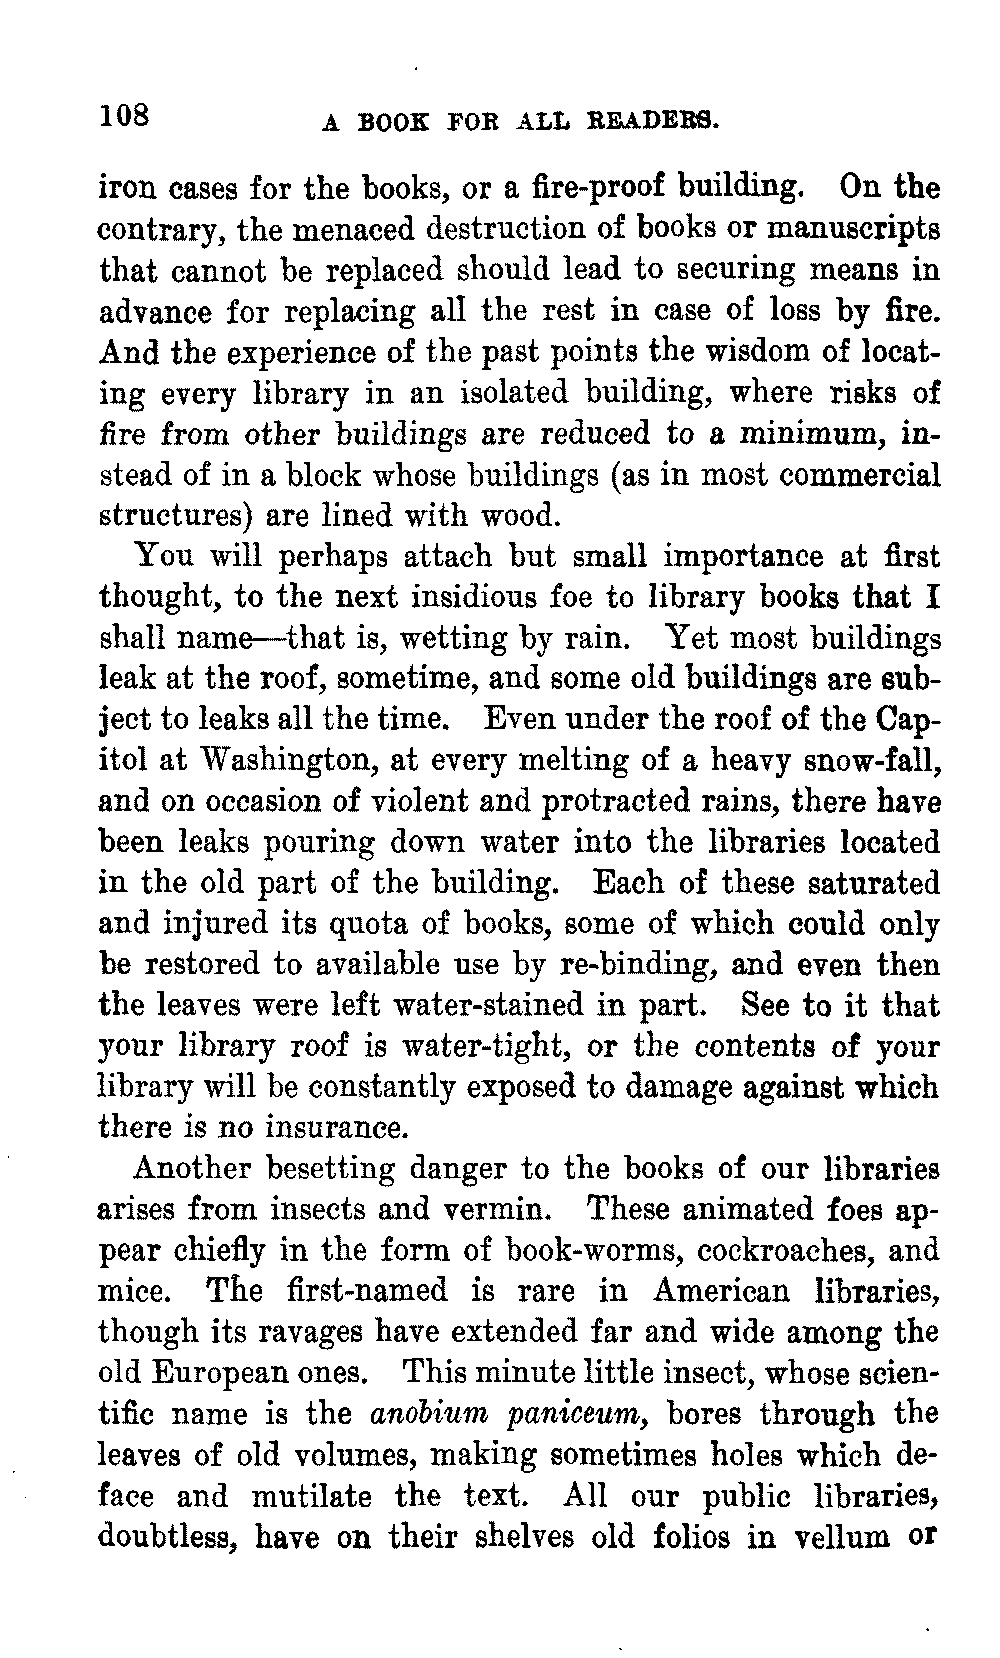 108
A BOOK FOR ALL READERS.
iron cases for the books, or a fire-proof building. On the
contrary, the menaced destruction of books or manuscripts
that cannot be replaced should lead to securing means in
advance for replacing all the rest in case of loss by fire.
And the experience of the past points the wisdom of locat-
ing every library in an isolated building, where risks of
fire from other buildings are reduced to a minimum, in-
stead of in a block whose buildings (as in most commercial
structures) are lined with wood.
You will perhaps attach but small importance at first
thought, to the next insidious foe to library books that I
shall name—that is, wetting by rain. Yet most buildings
leak at the roof, sometime, and some old buildings are sub-
ject to leaks all the time. Even under the roof of the Cap-
itol at Washington, at every melting of a heavy snow-fall,
and on occasion of violent and protracted rains, there have
been leaks pouring down water into the libraries located
in the old part of the building. Each of these saturated
and injured its quota of books, some of which could only
be restored to available use by re-binding, and even then
the leaves were left water-stained in part. See to it that
your library roof is water-tight, or the contents of your
library will be constantly exposed to damage against which
there is no insurance.
Another besetting danger to the books of our libraries
arises from insects and vermin. These animated foes ap-
pear chiefly in the form of book-worms, cockroaches, and
mice. The first-named is rare in American libraries,
though its ravages have extended far and wide among the
old European ones. This minute little insect, whose scien-
tific name is the anobium paniceum, bores through the
leaves of old volumes, making sometimes holes which de-
face and mutilate the text. All our public libraries,
doubtless, have on their shelves old folios in vellum or